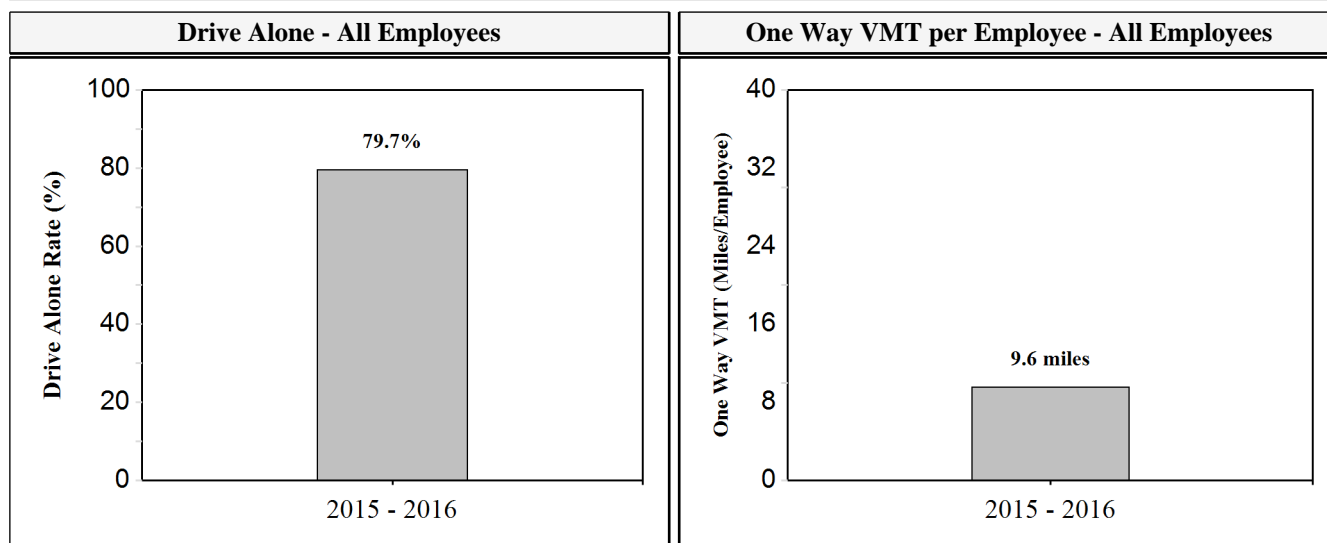 Drive Alone - All Employees
Drive Alone Rate (%)
100
80
60
40
20
0
79.7%
2015 - 2016
One Way VMT per Employee - All Employees
One Way VMT (Miles/Employee)
40
32
24
16
8
0
9.6 miles
2015 - 2016